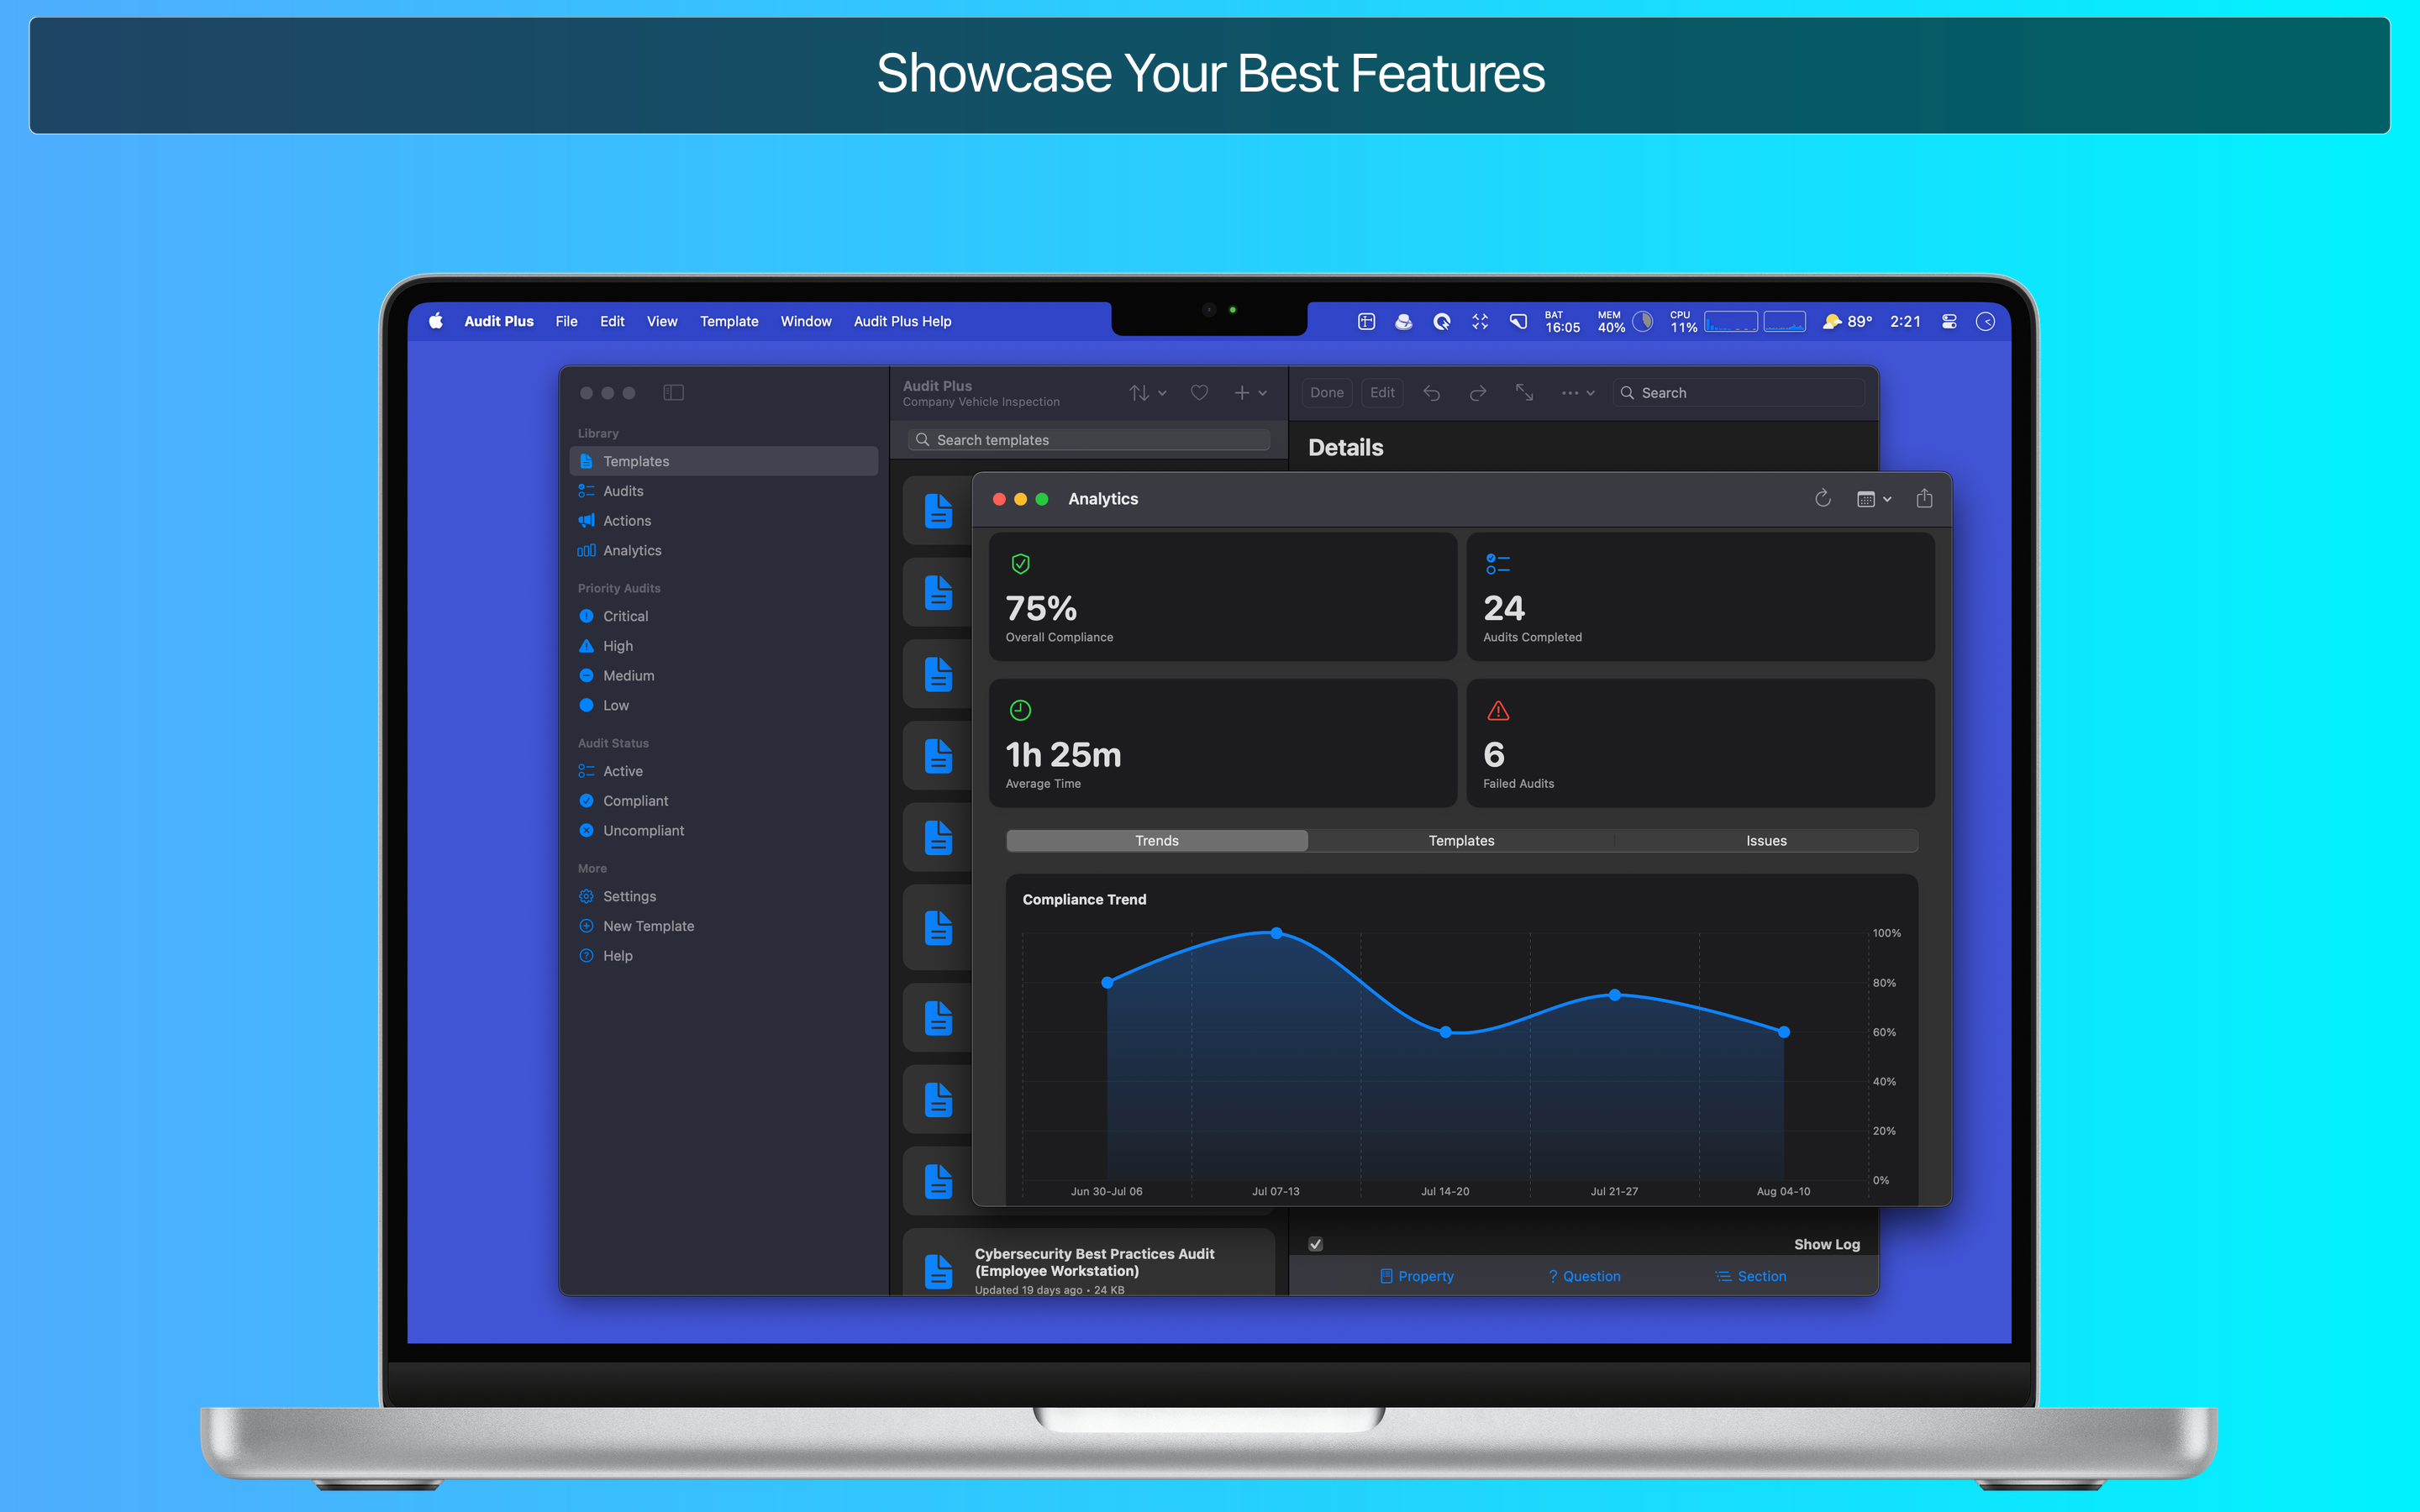 Showcase Your Best Features
Audit Plus File Edit View Template Window Audit Plus Help
BAT 16:05 MEM 40% CPU 11% 89° 2:21
Audit Plus
Company Vehicle Inspection
Done Edit Search
Search templates
Details
Library
Templates
Audits
Actions
Analytics
Priority Audits
Critical
High
Medium
Low
Audit Status
Active
Compliant
Uncompliant
More
Settings
New Template
Help
Analytics
75%
Overall Compliance
24
Audits Completed
1h 25m
Average Time
6
Failed Audits
Trends Templates Issues
Compliance Trend
100%
80%
60%
40%
20%
0%
Jun 30-Jul 06 Jul 07-13 Jul 14-20 Jul 21-27 Aug 04-10
Cybersecurity Best Practices Audit
(Employee Workstation)
Updated 19 days ago • 24 KB
Show Log
Property ? Question Section